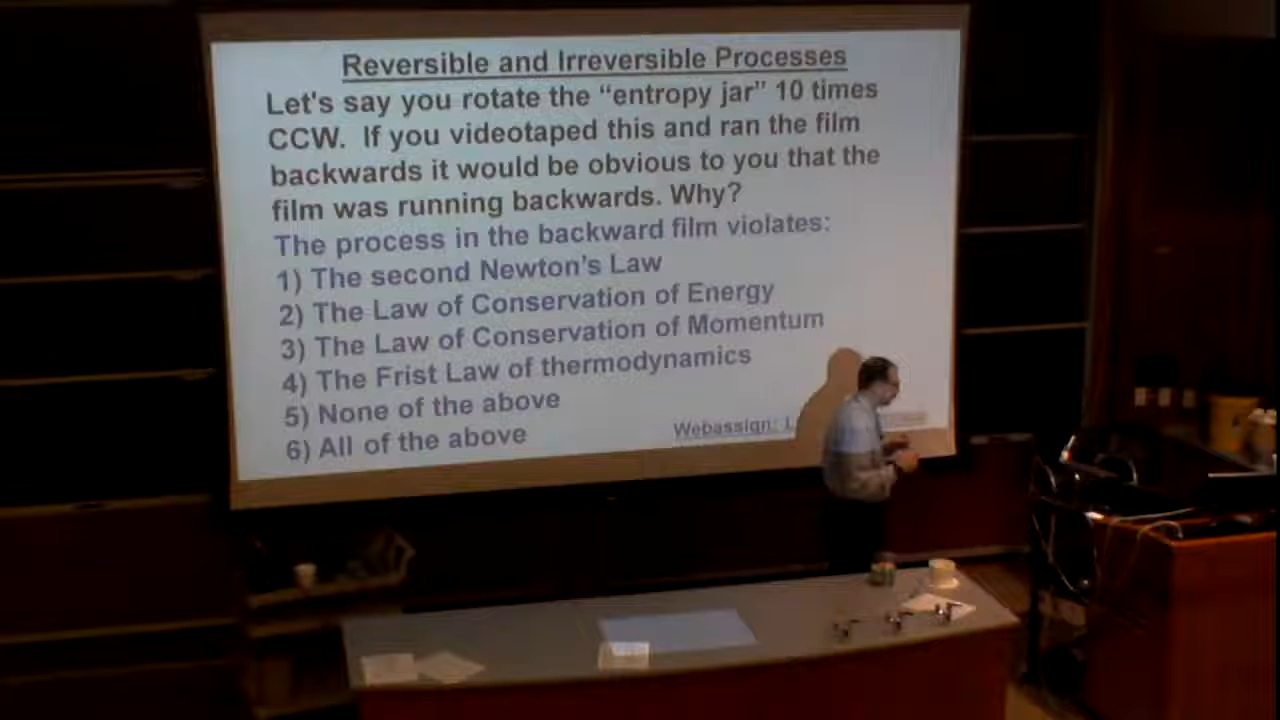 Reversible and Irreversible Processes
Let's say you rotate the “entropy jar” 10 times
CCW. If you videotaped this and ran the film
backwards it would be obvious to you that the
film was running backwards. Why?
The process in the backward film violates:
1) The second Newton’s Law
2) The Law of Conservation of Energy
3) The Law of Conservation of Momentum
4) The Frist Law of thermodynamics
5) None of the above
6) All of the above
Webassign: